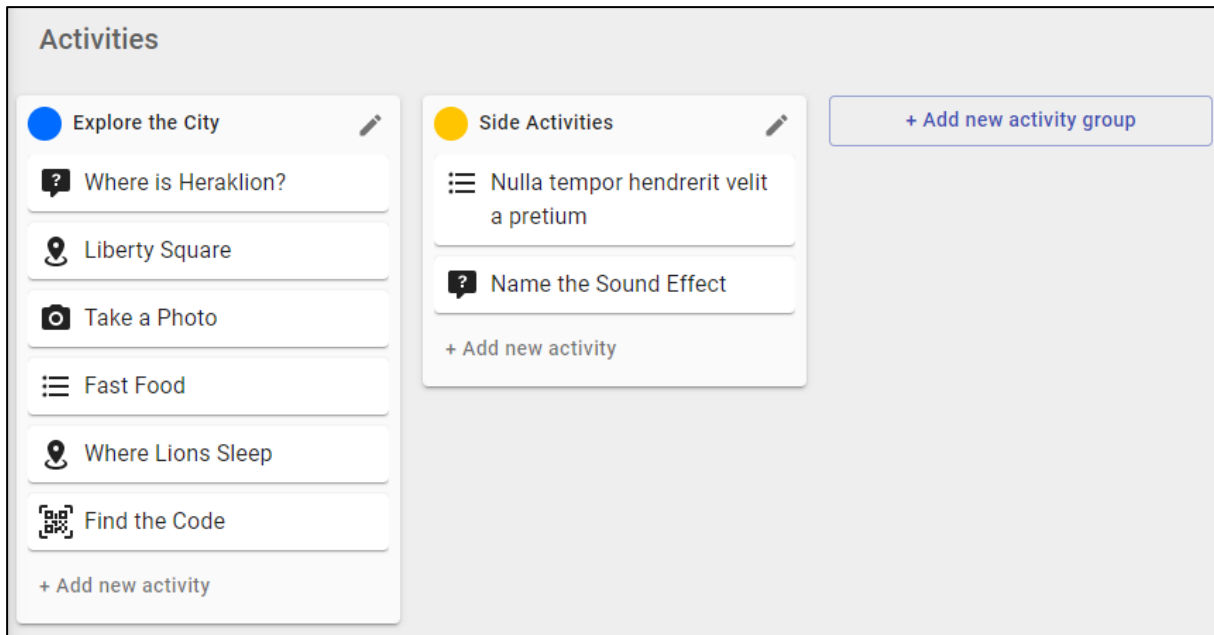 Activities
Explore the City
Where is Heraklion?
Liberty Square
Take a Photo
Fast Food
Where Lions Sleep
Find the Code
+ Add new activity
Side Activities
Nulla tempor hendrerit velit
a pretium
Name the Sound Effect
+ Add new activity
+ Add new activity group